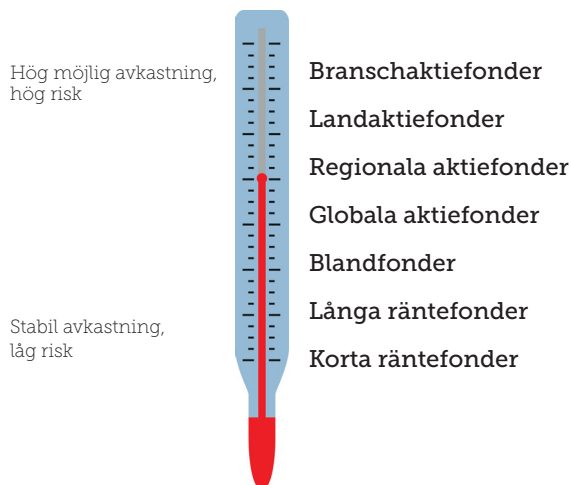 Hög möjlig avkastning,
hög risk
Branschaktiefonder
Landaktiefonder
Regionala aktiefonder
Globala aktiefonder
Blandfonder
Långa räntefonder
Stabil avkastning,
låg risk
Korta räntefonder